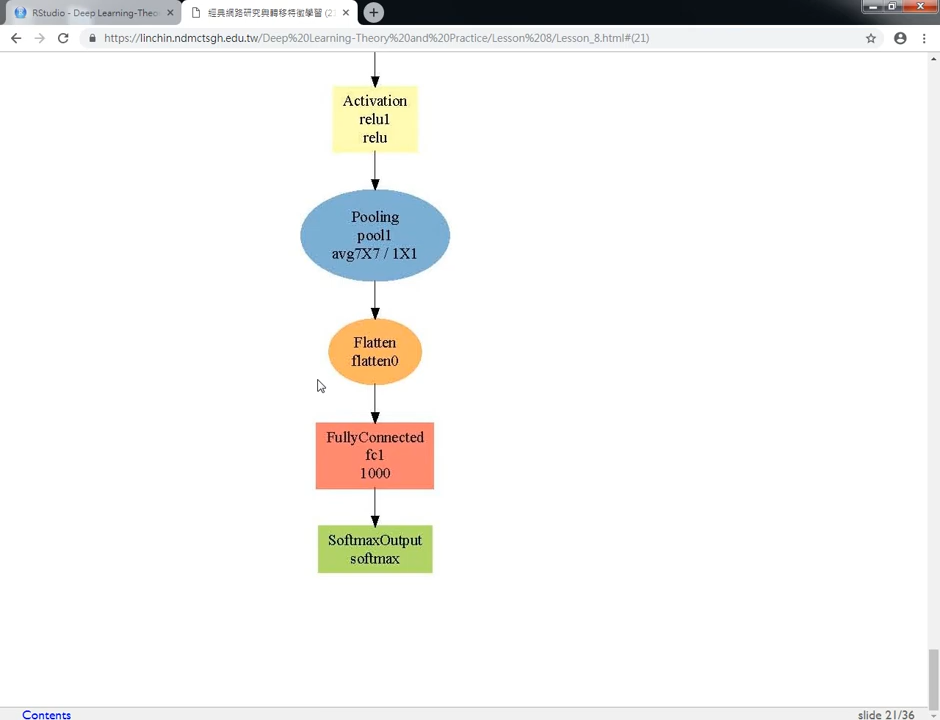 RStudio - Deep Learning-Theo
經典網路研究與轉移特徵學習 (2
https://linchin.ndmctsgh.edu.tw/Deep%20Learning-Theory%20and%20Practice/Lesson%208/Lesson_8.html#(21)
Activation
relu1
relu
Pooling
pool1
avg7X7 / 1X1
Flatten
flatten0
FullyConnected
fc1
1000
SoftmaxOutput
softmax
Contents
slide 21/36